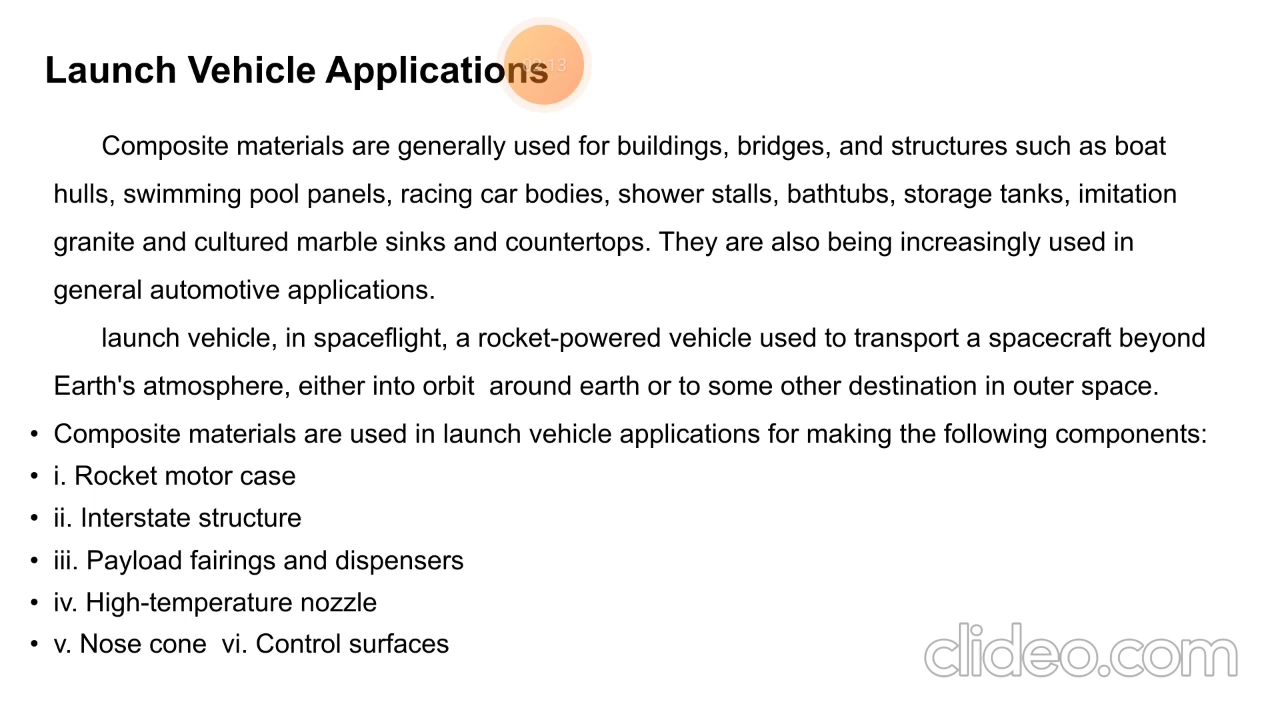 Launch Vehicle Applications
02:13
Composite materials are generally used for buildings, bridges, and structures such as boat
hulls, swimming pool panels, racing car bodies, shower stalls, bathtubs, storage tanks, imitation
granite and cultured marble sinks and countertops. They are also being increasingly used in
general automotive applications.
launch vehicle, in spaceflight, a rocket-powered vehicle used to transport a spacecraft beyond
Earth's atmosphere, either into orbit  around earth or to some other destination in outer space.
• Composite materials are used in launch vehicle applications for making the following components:
• i. Rocket motor case
• ii. Interstate structure
• iii. Payload fairings and dispensers
• iv. High-temperature nozzle
• v. Nose cone  vi. Control surfaces
clideo.com